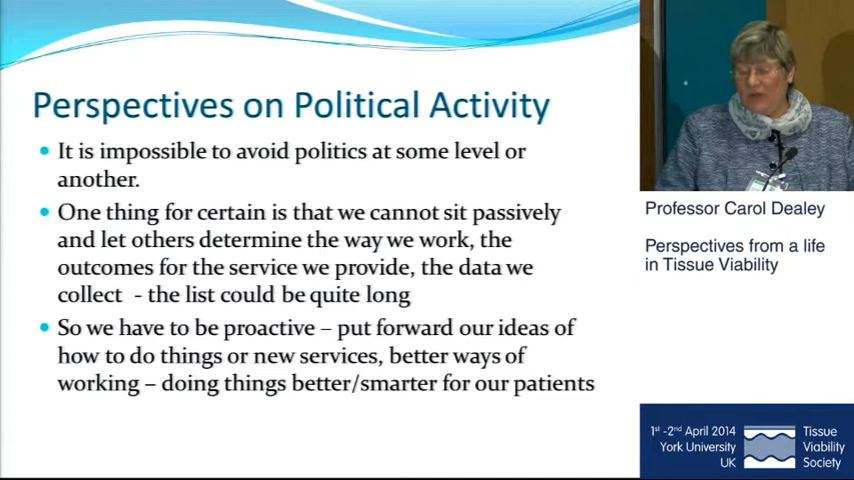 Perspectives on Political Activity
It is impossible to avoid politics at some level or
another.
One thing for certain is that we cannot sit passively
and let others determine the way we work, the
outcomes for the service we provide, the data we
collect - the list could be quite long
So we have to be proactive – put forward our ideas of
how to do things or new services, better ways of
working – doing things better/smarter for our patients
Professor Carol Dealey
Perspectives from a life
in Tissue Viability
1st -2nd April 2014
York University
UK
Tissue
Viability
Society